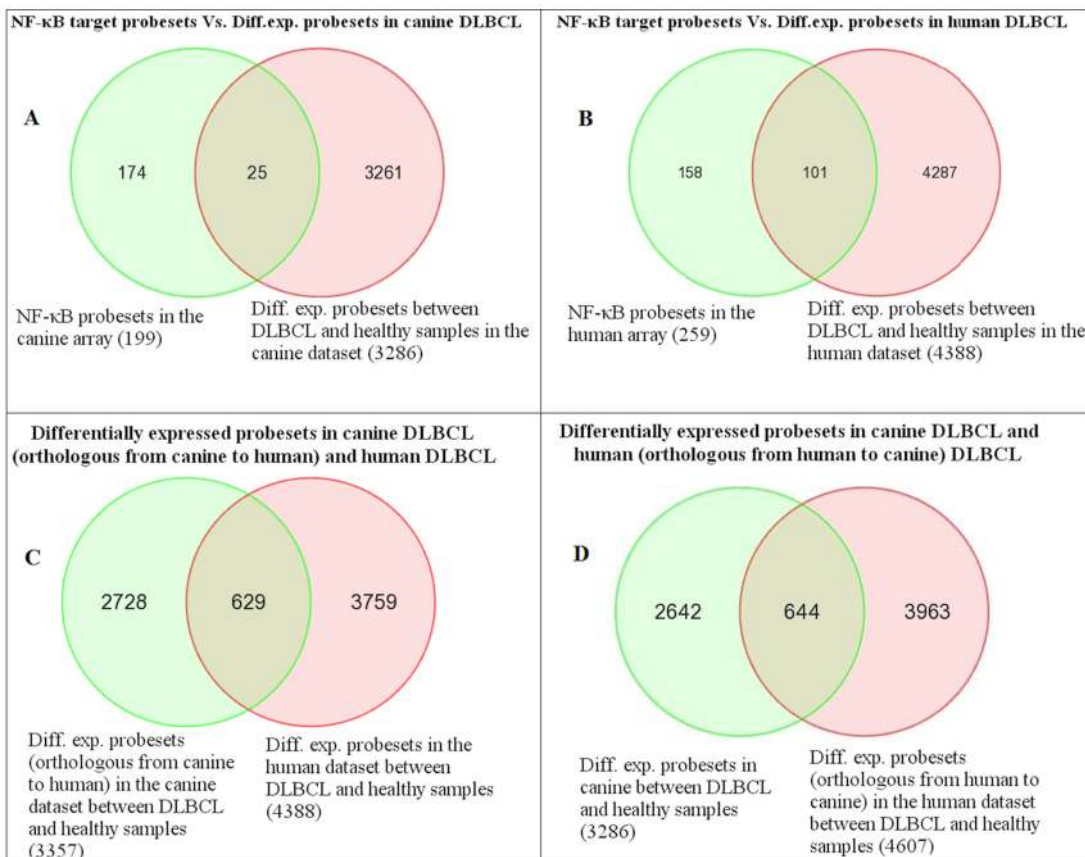 NF-κB target probesets Vs. Diff.exp. probesets in canine DLBCL
A
174
25
3261
NF-κB probesets in the
canine array (199)
Diff. exp. probesets between
DLBCL and healthy samples in the
canine dataset (3286)
NF-κB target probesets Vs. Diff.exp. probesets in human DLBCL
B
158
101
4287
NF-κB probesets in the
human array (259)
Diff. exp. probesets between
DLBCL and healthy samples in the
human dataset (4388)
Differentially expressed probesets in canine DLBCL
(orthologous from canine to human) and human DLBCL
C
2728
629
3759
Diff. exp. probesets
(orthologous from canine
to human) in the canine
dataset between DLBCL
and healthy samples
(3357)
Diff. exp. probesets in the
human dataset between
DLBCL and healthy samples
(4388)
Differentially expressed probesets in canine DLBCL and
human (orthologous from human to canine) DLBCL
D
2642
644
3963
Diff. exp. probesets in
canine between DLBCL
and healthy samples
(3286)
Diff. exp. probesets
(orthologous from human to
canine) in the human dataset
between DLBCL and healthy
samples (4607)